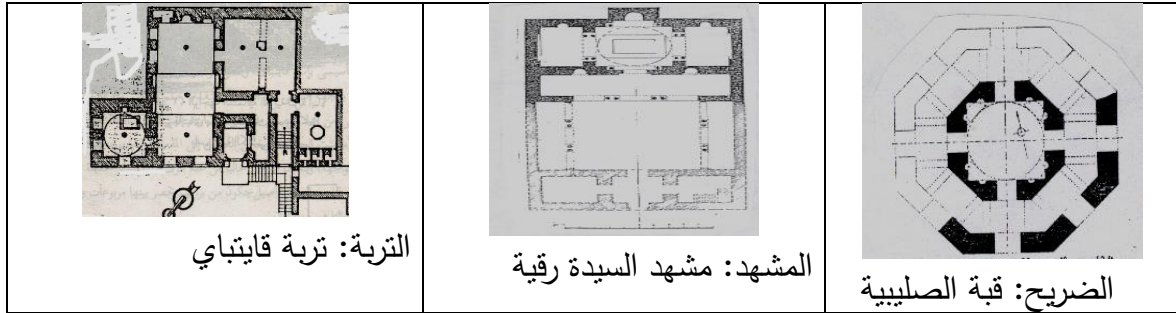 الضريح: قبة الصليبية
المشهد: مشهد السيدة رقية
التربة: تربة قايتباي